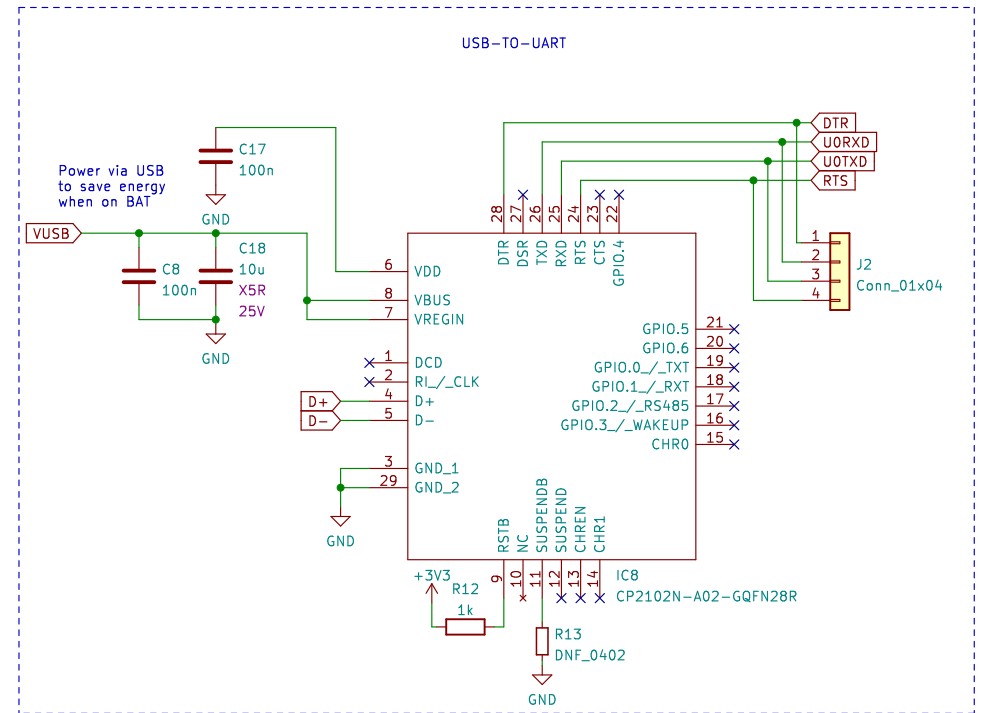 USB-TO-UART
DTR
U0RXD
U0TXD
RTS
C17
100n
GND
Power via USB
to save energy
when on BAT
VUSB
C8
100n
C18
10u
X5R
25V
GND
28
27
26
25
24
23
22
DTR
DSR
TXD
RXD
RTS
CTS
GPIO.4
1
2
3
4
J2
Conn_01x04
6 VDD
8 VBUS
7 VREGIN
1 DCD
2 RI_/_CLK
D+ 4 D+
D- 5 D-
3 GND_1
29 GND_2
GND
GPIO.5 21
GPIO.6 20
GPIO.0_/_TXT 19
GPIO.1_/_RXT 18
GPIO.2_/_RS485 17
GPIO.3_/_WAKEUP 16
CHR0 15
RSTB
NC
SUSPENDB
SUSPEND
CHREN
CHR1
9
10
11
12
13
14
IC8
CP2102N-A02-GQFN28R
+3V3
R12
1k
R13
DNF_0402
GND